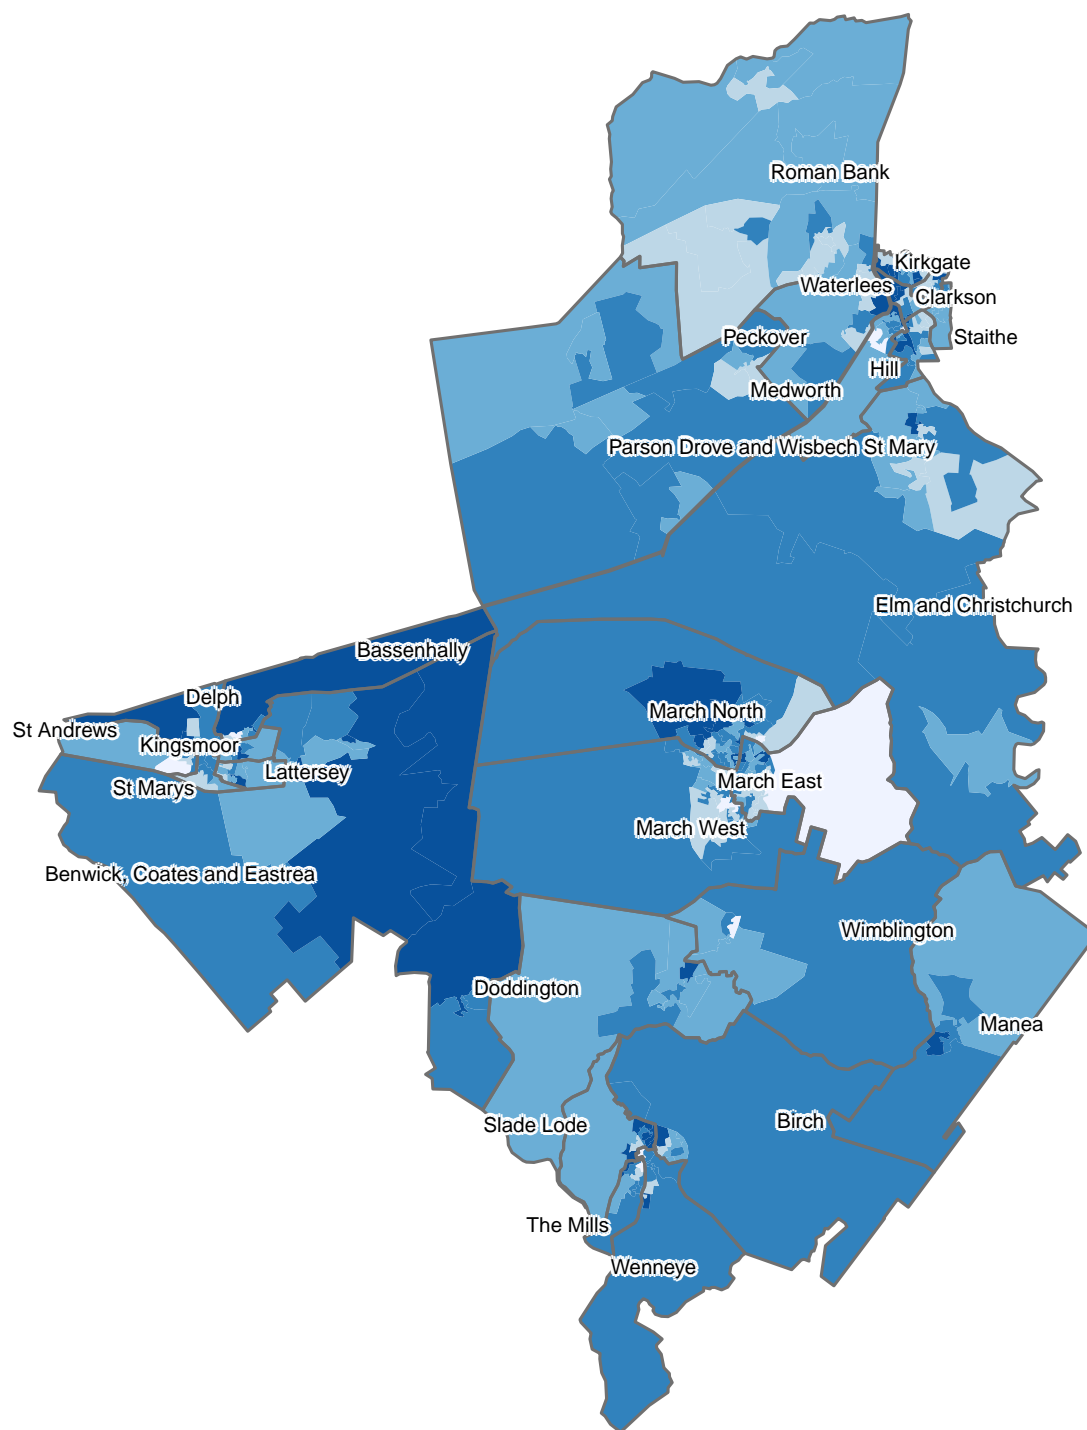 Roman Bank
Kirkgate
Waterlees
Clarkson
Peckover
Staithe
Hill
Medworth
Parson Drove and Wisbech St Mary
Elm and Christchurch
Bassenhally
Delph
St Andrews
March North
Kingsmoor
Lattersey
St Marys
March East
March West
Benwick, Coates and Eastrea
Wimblington
Doddington
Manea
Slade Lode
Birch
The Mills
Wenneye